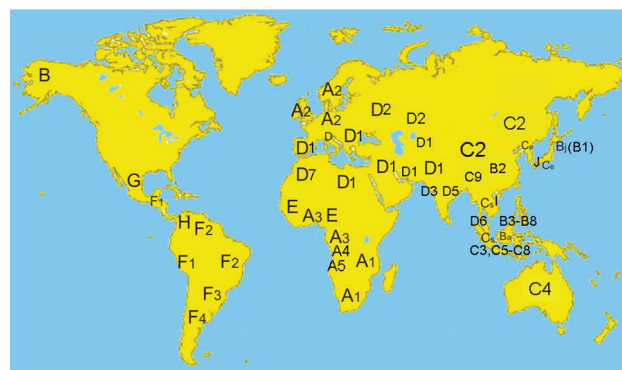 B
A2
A2
A2
D2
D2
C2
D
D1
D1
D1
C2
Ce
Bj(B1)
J
Ce
G
F1
D7
D1
D1
D1
D1
C9
B2
D3
D5
Cs
I
H
F2
E
A3
E
D6
B3-B8
A3
A4
A5
A1
C3,C5-C8
F1
F2
F3
F4
A1
C4